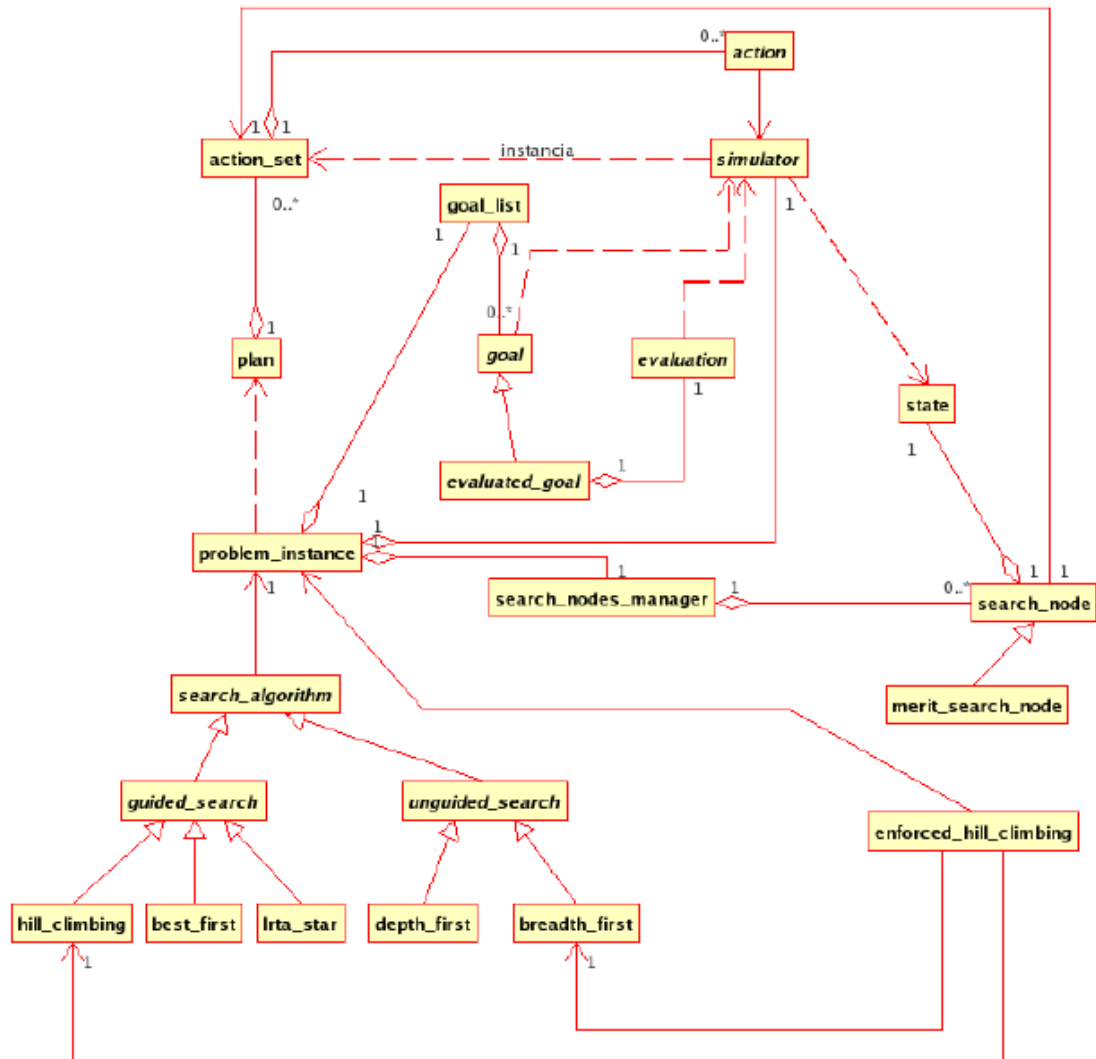 0..*
action
1
1
action_set
instancia
simulator
0..*
goal_list
1
1
1
0..*
1
plan
goal
evaluation
1
state
1
evaluated_goal
1
1
problem_instance
1
1
1
search_nodes_manager
1
0..*
1
1
search_node
1
search_algorithm
merit_search_node
guided_search
unguided_search
enforced_hill_climbing
hill_climbing
best_first
lrta_star
depth_first
breadth_first
1
1